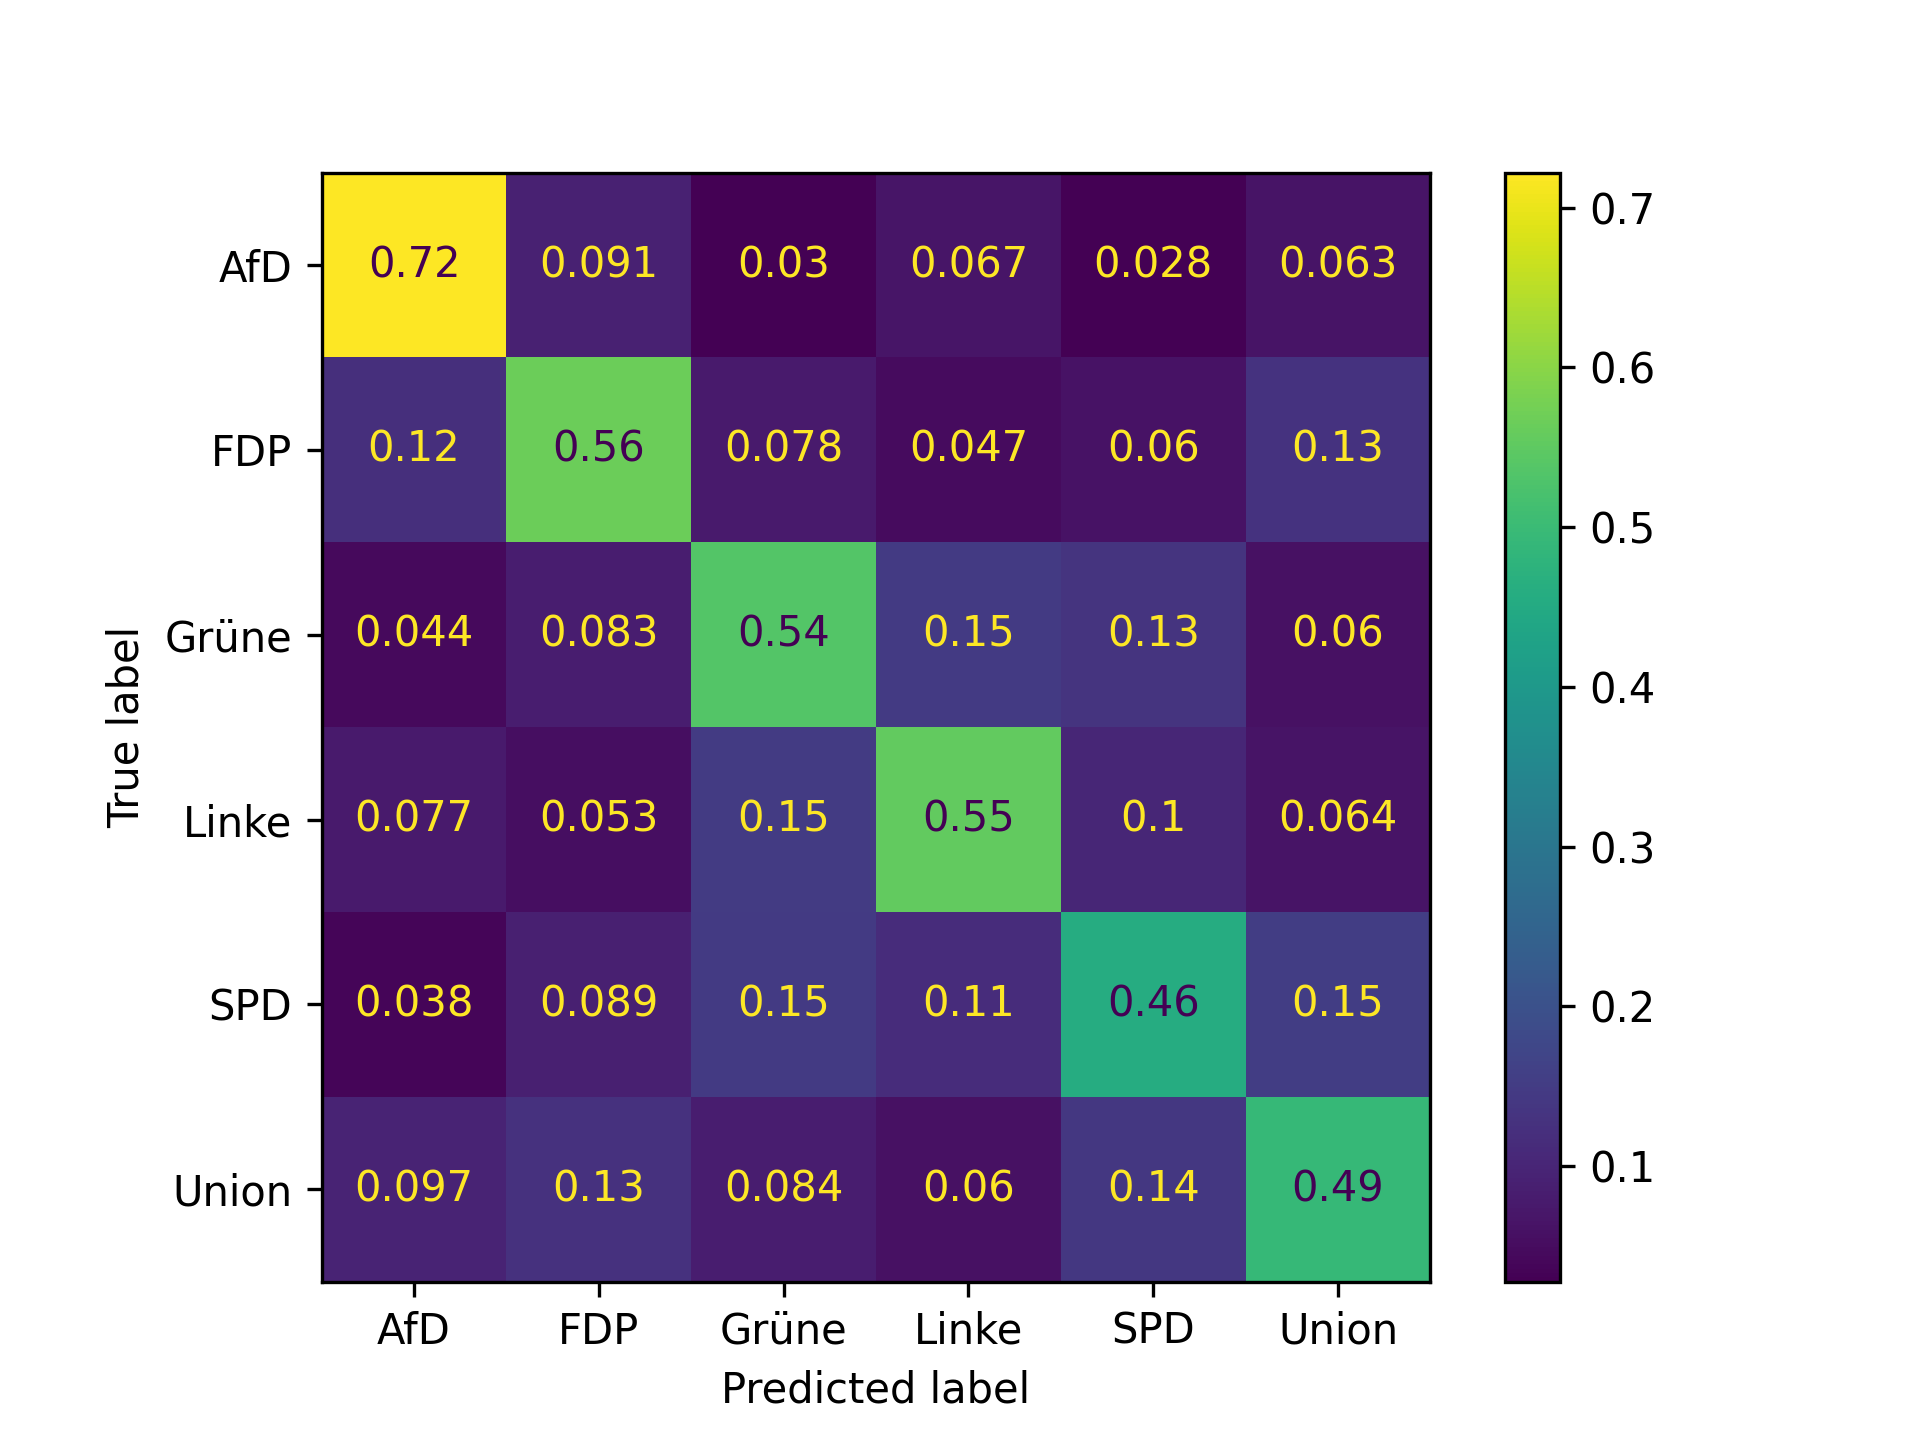 AfD 0.72 0.091 0.03 0.067 0.028 0.063
FDP 0.12 0.56 0.078 0.047 0.06 0.13
Grüne 0.044 0.083 0.54 0.15 0.13 0.06
Linke 0.077 0.053 0.15 0.55 0.1 0.064
SPD 0.038 0.089 0.15 0.11 0.46 0.15
Union 0.097 0.13 0.084 0.06 0.14 0.49
AfD FDP Grüne Linke SPD Union
Predicted label
True label
0.7
0.6
0.5
0.4
0.3
0.2
0.1